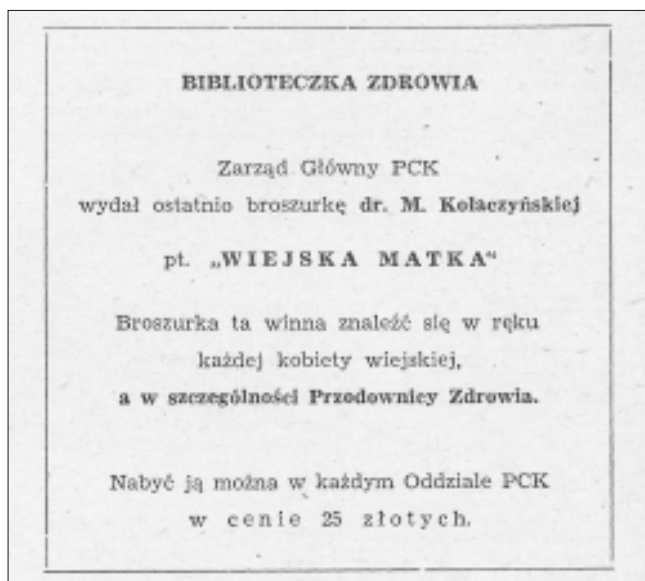 BIBLIOTECZKA ZDROWIA
Zarząd Główny PCK
wydał ostatnio broszurkę dr. M. Kołaczyńskiej
pt. „WIEJSKA MATKA“
Broszurka ta winna znaleźć się w ręku
każdej kobiety wiejskiej,
a w szczególności Przodownicy Zdrowia.
Nabyć ją można w każdym Oddziale PCK
w cenie 25 złotych.